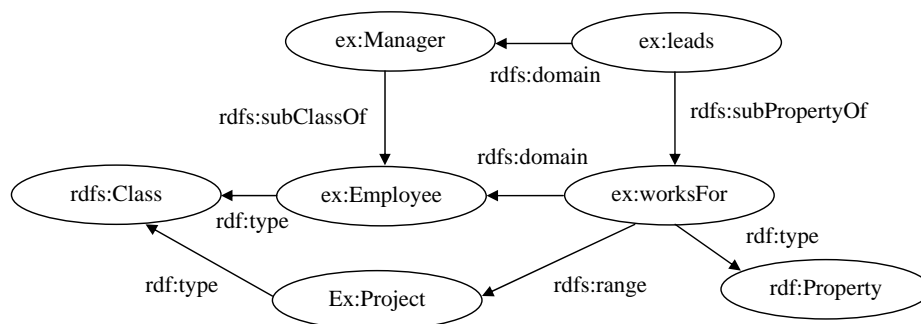 ex:Manager
ex:leads
rdfs:domain
rdfs:subClassOf
rdfs:subPropertyOf
rdfs:domain
rdfs:Class
ex:Employee
ex:worksFor
rdf:type
rdf:type
rdf:type
Ex:Project
rdfs:range
rdf:Property